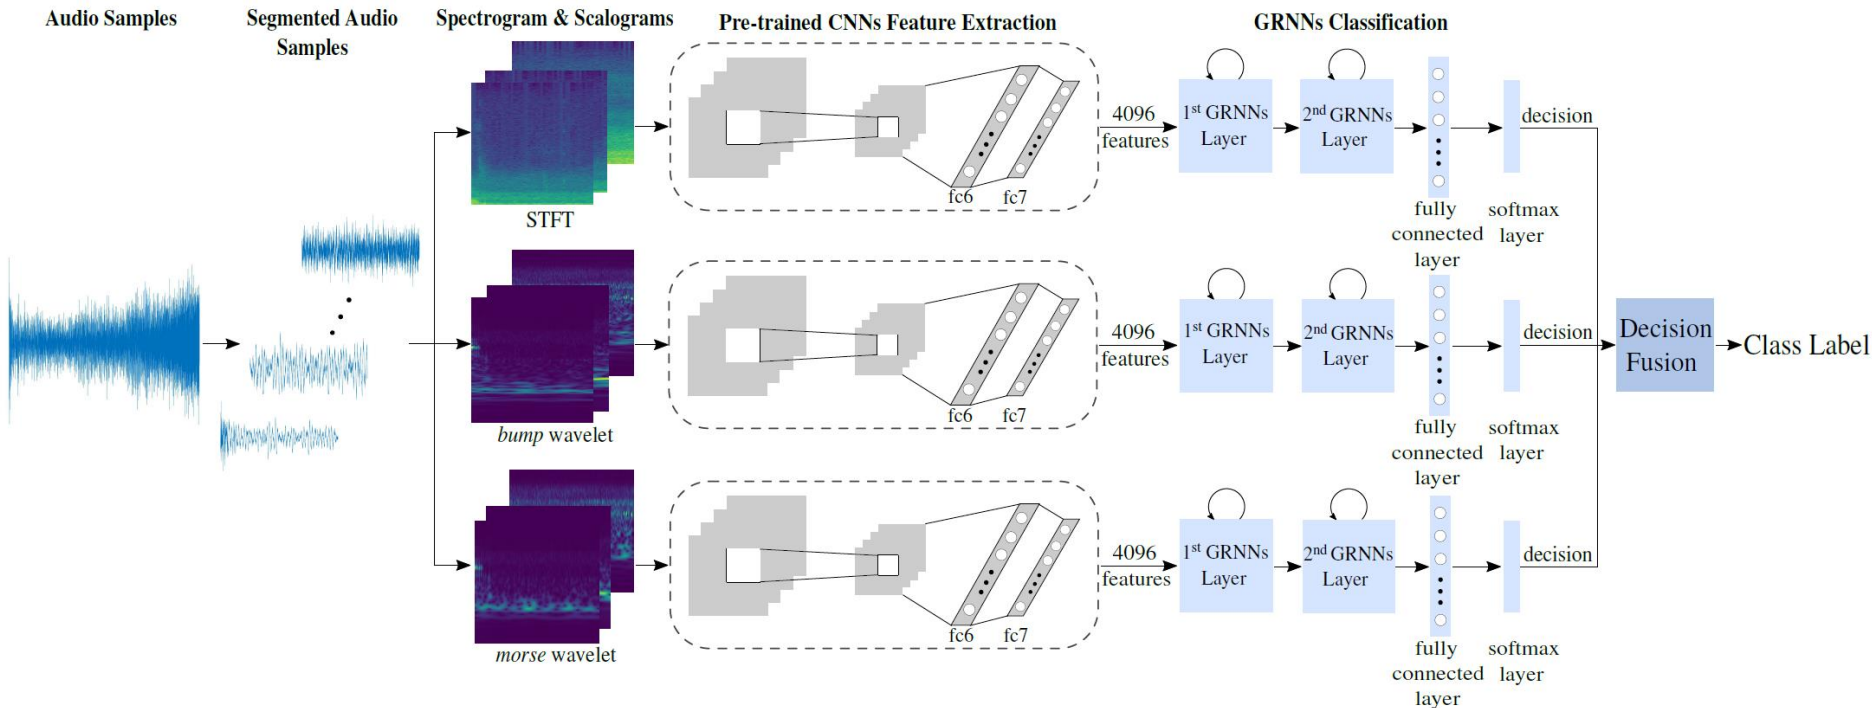 Audio Samples
Segmented Audio
Samples
Spectrogram & Scalograms
Pre-trained CNNs Feature Extraction
GRNNs Classification
STFT
fc6
fc7
4096
features
1st GRNNs
Layer
2nd GRNNs
Layer
fully
connected
layer
softmax
layer
decision
bump wavelet
fc6
fc7
4096
features
1st GRNNs
Layer
2nd GRNNs
Layer
fully
connected
layer
softmax
layer
decision
morse wavelet
fc6
fc7
4096
features
1st GRNNs
Layer
2nd GRNNs
Layer
fully
connected
layer
softmax
layer
decision
Decision
Fusion
Class Label